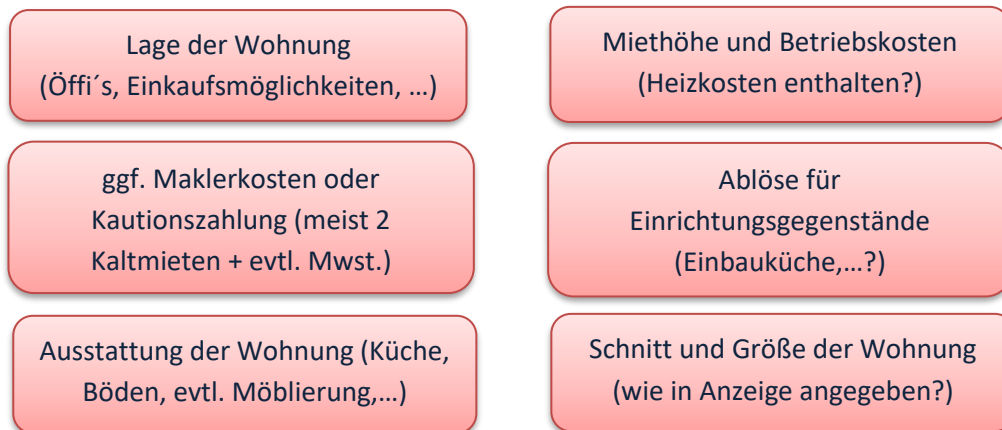 Lage der Wohnung
(Öffi´s, Einkaufsmöglichkeiten, …)
Miethöhe und Betriebskosten
(Heizkosten enthalten?)
ggf. Maklerkosten oder
Kautionszahlung (meist 2
Kaltmieten + evtl. Mwst.)
Ablöse für
Einrichtungsgegenstände
(Einbauküche,…?)
Ausstattung der Wohnung (Küche,
Böden, evtl. Möblierung,…)
Schnitt und Größe der Wohnung
(wie in Anzeige angegeben?)